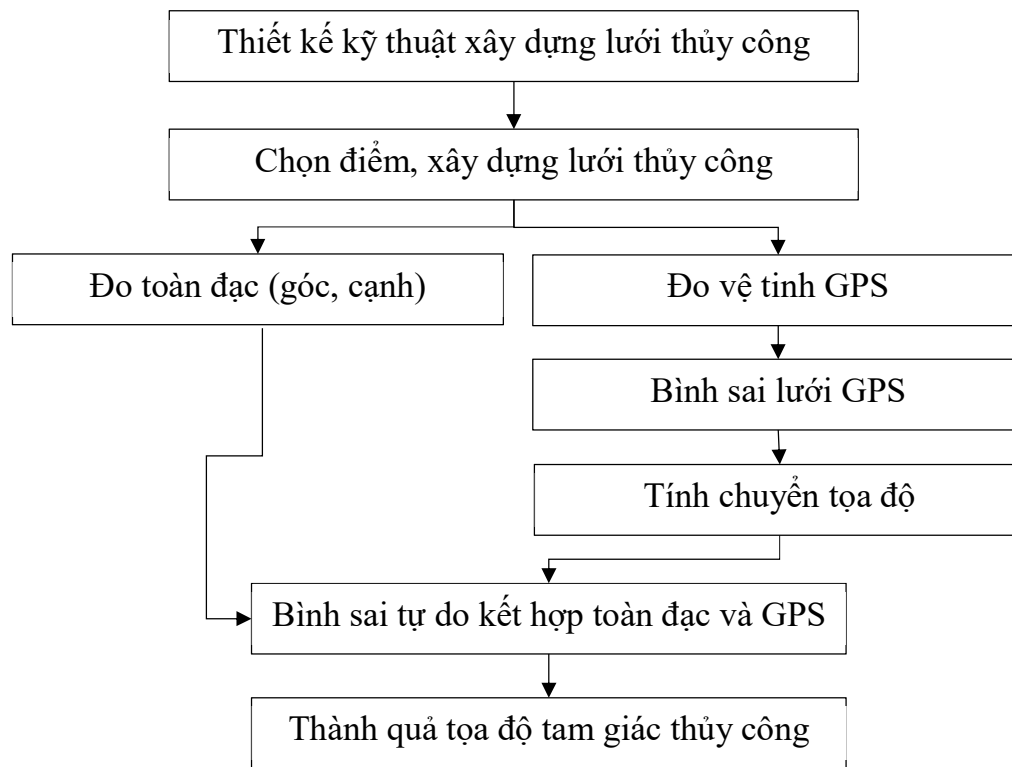 Thiết kế kỹ thuật xây dựng lưới thủy công
Chọn điểm, xây dựng lưới thủy công
Đo toàn đạc (góc, cạnh)
Đo vệ tinh GPS
Bình sai lưới GPS
Tính chuyển tọa độ
Bình sai tự do kết hợp toàn đạc và GPS
Thành quả tọa độ tam giác thủy công